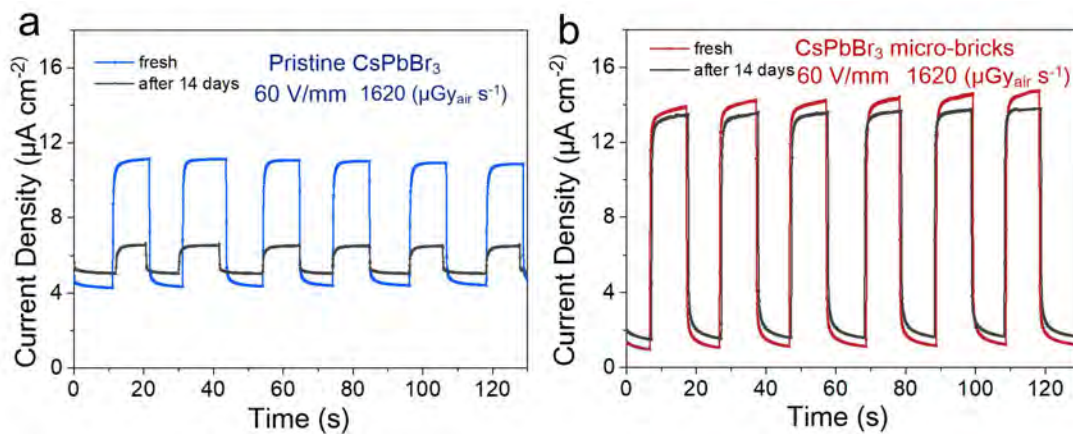 a
fresh
after 14 days
Pristine CsPbBr₃
60 V/mm 1620 (μGyₐᵢᵣ s⁻¹)
Current Density (μA cm⁻²)
16
12
8
4
0
0 20 40 60 80 100 120
Time (s)
b
fresh
after 14 days
CsPbBr₃ micro-bricks
60 V/mm 1620 (μGyₐᵢᵣ s⁻¹)
Current Density (μA cm⁻²)
16
12
8
4
0
0 20 40 60 80 100 120
Time (s)